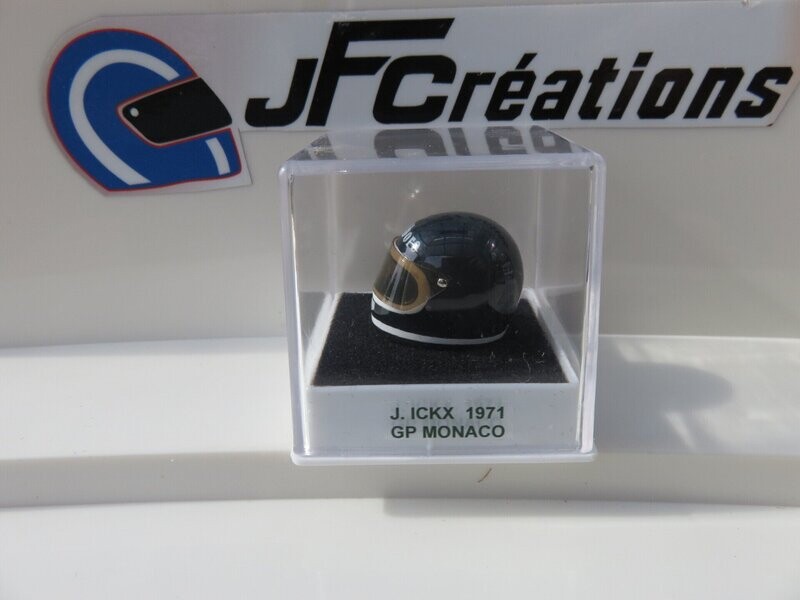 JFCréations
J. ICKX 1971
GP MONACO